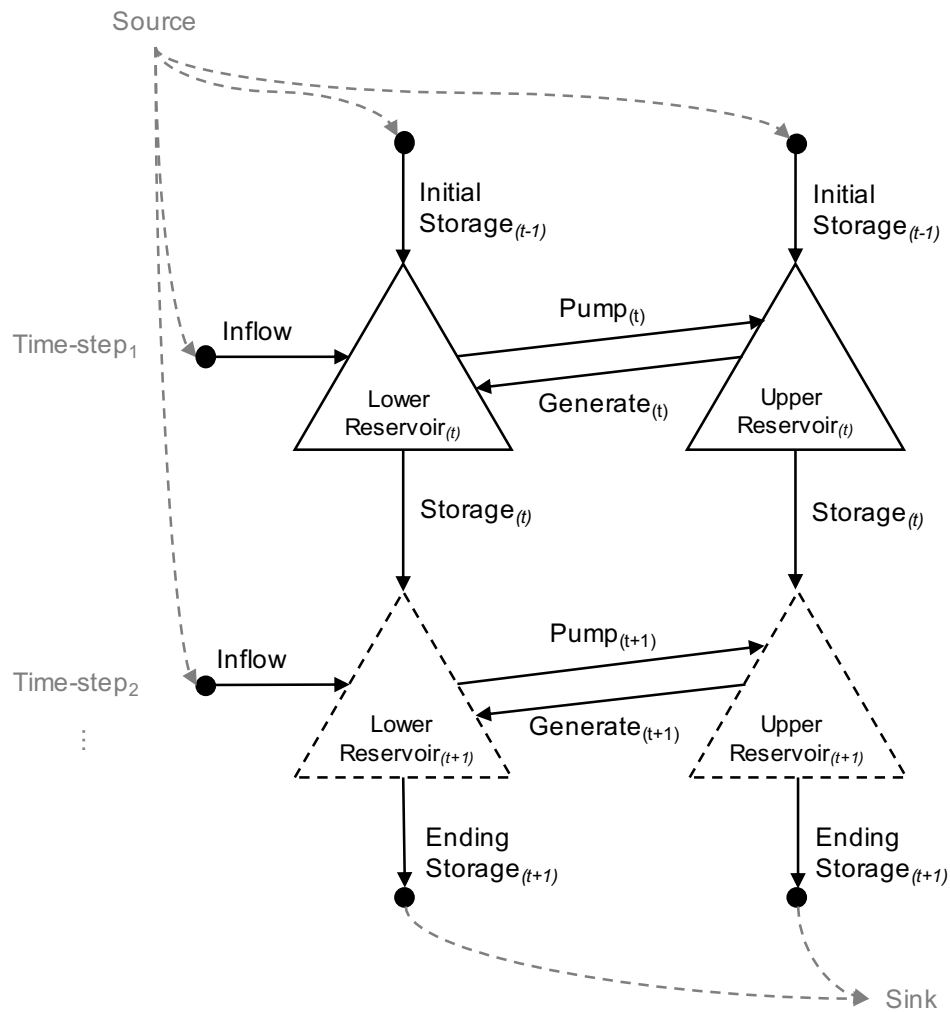 Source
Initial
Storage(t-1)
Initial
Storage(t-1)
Time-step1
Inflow
Pump(t)
Generate(t)
Lower
Reservoir(t)
Upper
Reservoir(t)
Storage(t)
Storage(t)
Time-step2
⋮
Inflow
Pump(t+1)
Generate(t+1)
Lower
Reservoir(t+1)
Upper
Reservoir(t+1)
Ending
Storage(t+1)
Ending
Storage(t+1)
Sink